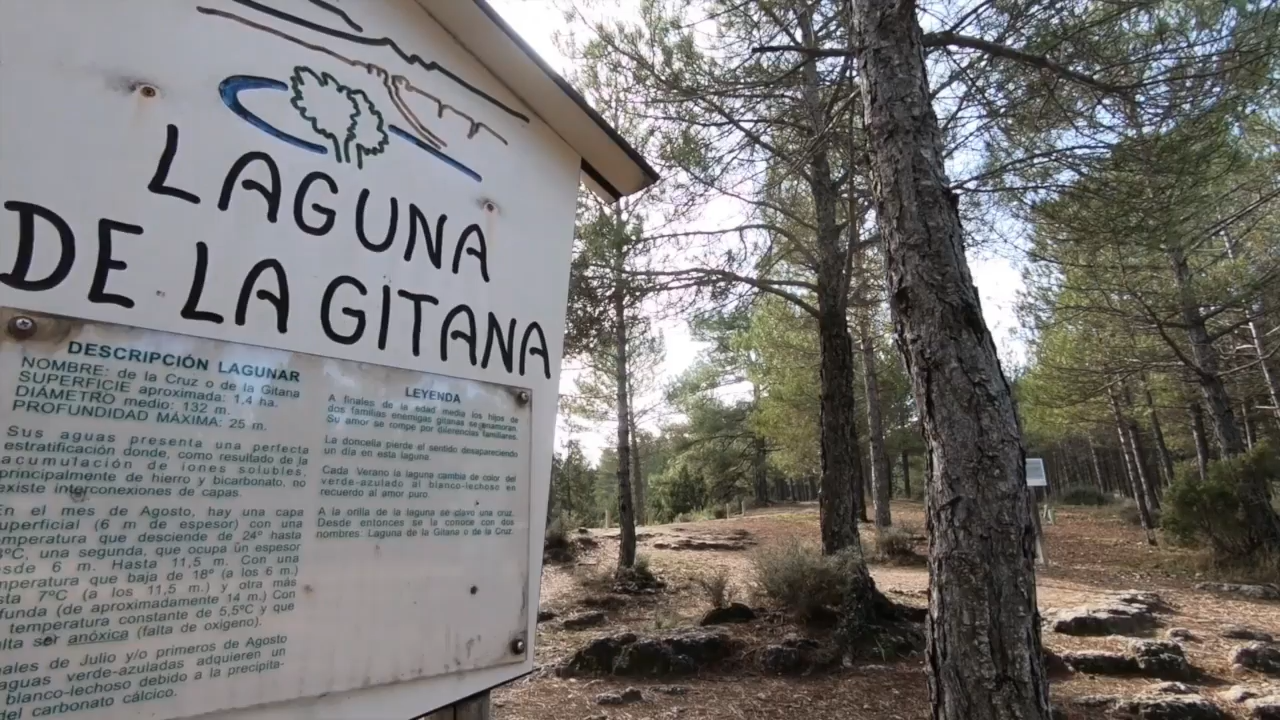 LAGUNA
DE LA GITANA
DESCRIPCIÓN LAGUNAR
NOMBRE: de la Cruz o de la Gitana
SUPERFICIE aproximada: 1,4 ha.
DIÁMETRO medio: 132 m.
PROFUNDIDAD MÁXIMA: 25 m.
Sus aguas presenta una perfecta
estratificación donde, como resultado de la
acumulación de iones solubles,
principalmente de hierro y bicarbonato, no
existe interconexiones de capas.
En el mes de Agosto, hay una capa
superficial (6 m de espesor) con una
temperatura que desciende de 24º hasta
8ºC, una segunda, que ocupa un espesor
desde 6 m. Hasta 11,5 m. Con una
temperatura que baja de 18º (a los 6 m.)
hasta 7ºC (a los 11,5 m.) y otra más
profunda (de aproximadamente 14 m.) Con
temperatura constante de 5,5ºC y que
ser anóxica (falta de oxígeno).
de Julio y/o primeros de Agosto
aguas verde-azuladas adquieren un
blanco-lechoso debido a la precipita-
del carbonato cálcico.
LEYENDA
A finales de la edad media los hijos de
dos familias enemigas gitanas se enamoran.
Su amor se rompe por diferencias familiares.
La doncella pierde el sentido desapareciendo
un día en esta laguna.
Cada Verano la laguna cambia de color del
verde-azulado al blanco-lechoso en
recuerdo al amor puro.
A la orilla de la laguna se clavo una cruz.
Desde entonces se la conoce con dos
nombres: Laguna de la Gitana o de la Cruz.